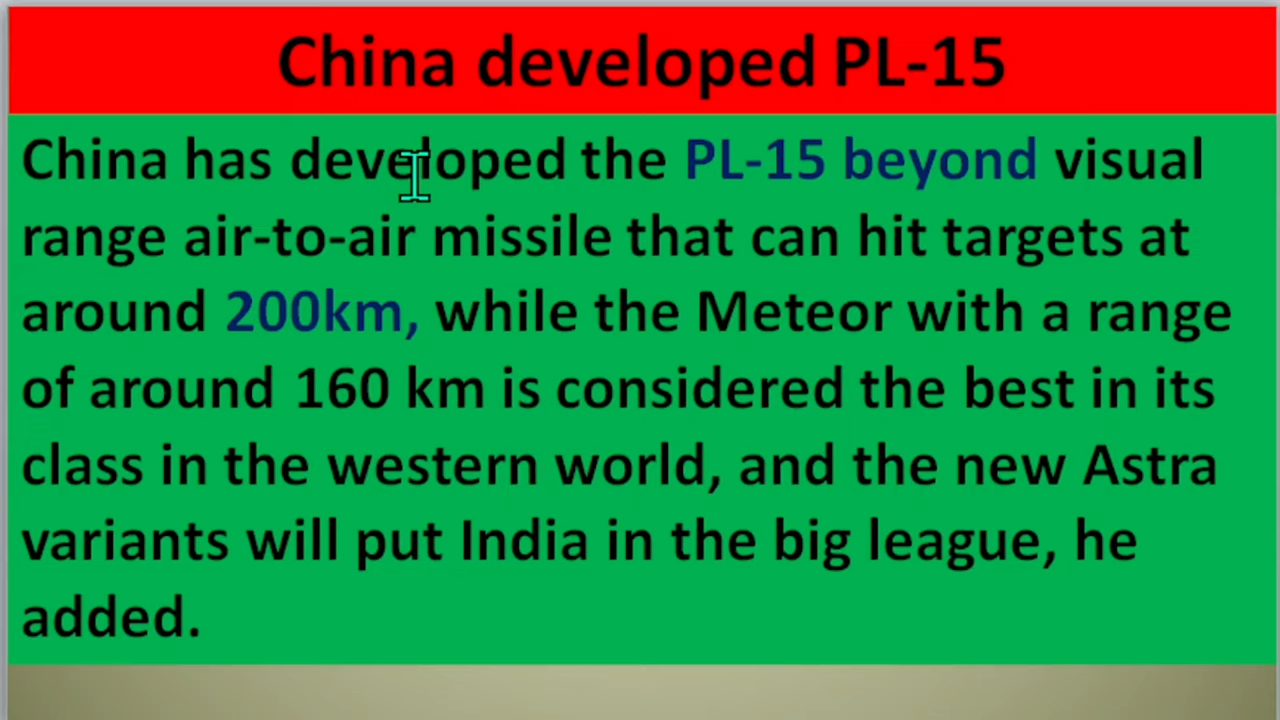 China developed PL-15
China has developed the PL-15 beyond visual
range air-to-air missile that can hit targets at
around 200km, while the Meteor with a range
of around 160 km is considered the best in its
class in the western world, and the new Astra
variants will put India in the big league, he
added.